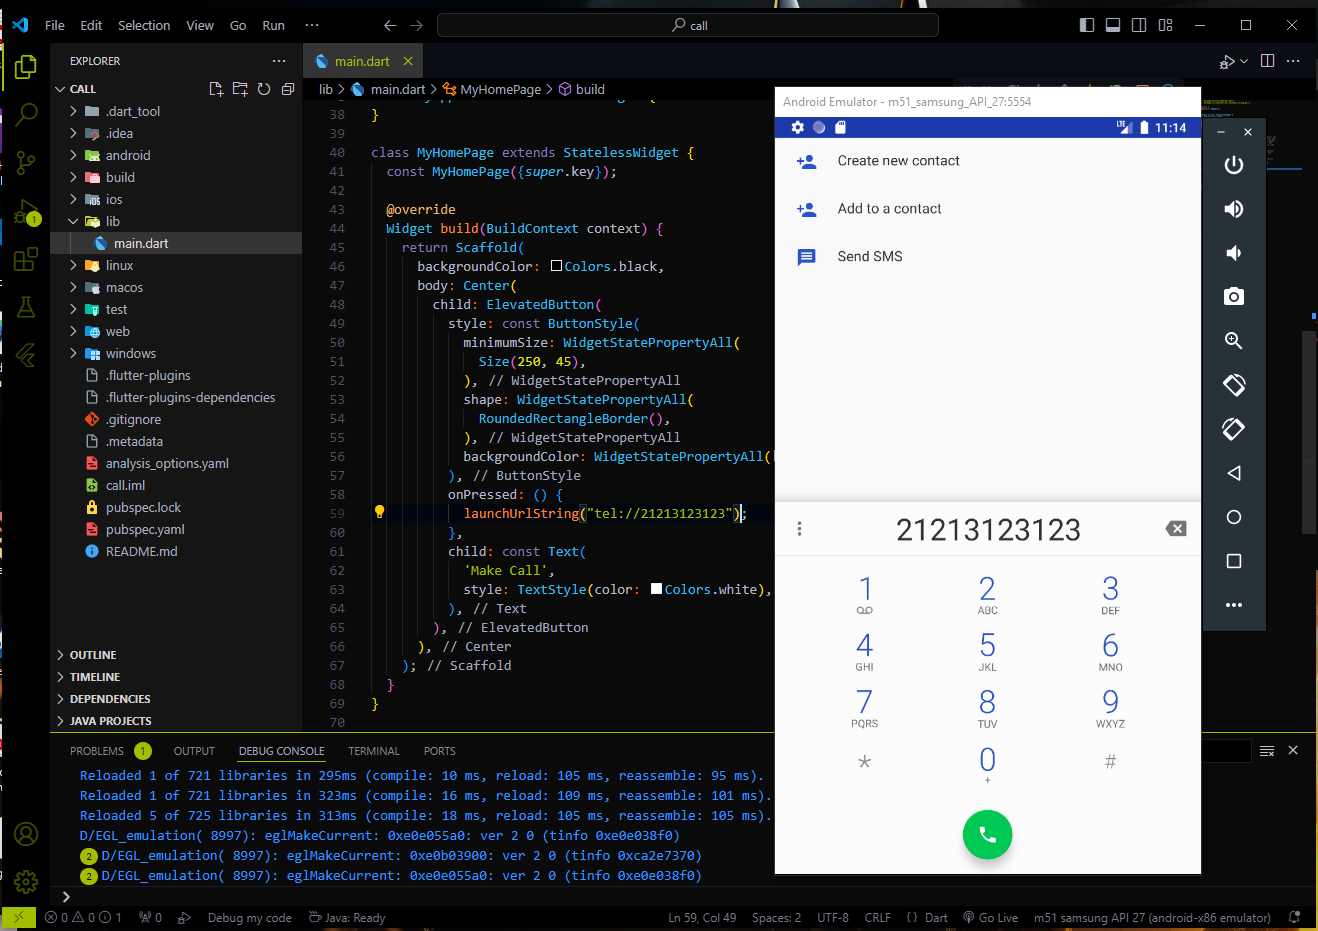 File Edit Selection View Go Run ··· call
EXPLORER ···
CALL
.dart_tool
.idea
android
build
ios
lib
main.dart
linux
macos
test
web
windows
.flutter-plugins
.flutter-plugins-dependencies
.gitignore
.metadata
analysis_options.yaml
call.iml
pubspec.lock
pubspec.yaml
README.md
OUTLINE
TIMELINE
DEPENDENCIES
JAVA PROJECTS
1
main.dart
lib > main.dart > MyHomePage > build
38 }
39
40 class MyHomePage extends StatelessWidget {
41 const MyHomePage({super.key});
42
43 @override
44 Widget build(BuildContext context) {
45 return Scaffold(
46 backgroundColor: Colors.black,
47 body: Center(
48 child: ElevatedButton(
49 style: const ButtonStyle(
50 minimumSize: WidgetStatePropertyAll(
51 Size(250, 45),
52 ), // WidgetStatePropertyAll
53 shape: WidgetStatePropertyAll(
54 RoundedRectangleBorder(),
55 ), // WidgetStatePropertyAll
56 backgroundColor: WidgetStatePropertyAll(
57 ), // ButtonStyle
58 onPressed: () {
59 launchUrlString("tel://21213123123");
60 },
61 child: const Text(
62 'Make Call',
63 style: TextStyle(color: Colors.white),
64 ), // Text
65 ), // ElevatedButton
66 ), // Center
67 ); // Scaffold
68 }
69 }
70
Android Emulator - m51_samsung_API_27:5554
LTE 11:14
Create new contact
Add to a contact
Send SMS
21213123123
1 2 3
ABC DEF
4 5 6
GHI JKL MNO
7 8 9
PQRS TUV WXYZ
* 0 #
+
PROBLEMS 1 OUTPUT DEBUG CONSOLE TERMINAL PORTS
Reloaded 1 of 721 libraries in 295ms (compile: 10 ms, reload: 105 ms, reassemble: 95 ms).
Reloaded 1 of 721 libraries in 323ms (compile: 16 ms, reload: 109 ms, reassemble: 101 ms).
Reloaded 5 of 725 libraries in 313ms (compile: 18 ms, reload: 105 ms, reassemble: 105 ms).
D/EGL_emulation( 8997): eglMakeCurrent: 0xe0e055a0: ver 2 0 (tinfo 0xe0e038f0)
2 D/EGL_emulation( 8997): eglMakeCurrent: 0xe0b03900: ver 2 0 (tinfo 0xca2e7370)
2 D/EGL_emulation( 8997): eglMakeCurrent: 0xe0e055a0: ver 2 0 (tinfo 0xe0e038f0)
>
0 0 1 0 Debug my code Java: Ready Ln 59, Col 49 Spaces: 2 UTF-8 CRLF {} Dart Go Live m51 samsung API 27 (android-x86 emulator)